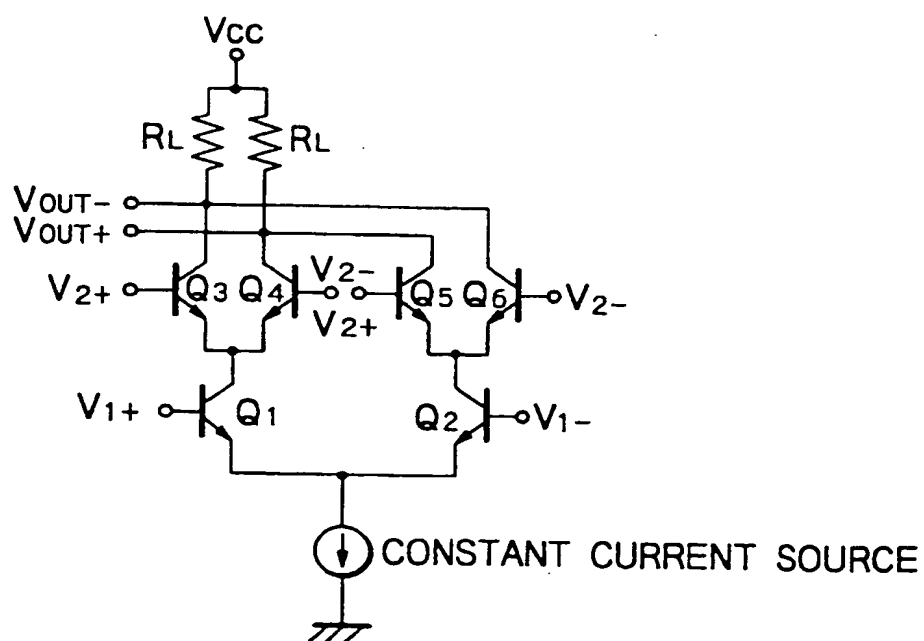 VCC
RL RL
VOUT-
VOUT+
V2+ Q3 Q4 V2- Q5 Q6 V2-
V2+
V1+ Q1 Q2 V1-
CONSTANT CURRENT SOURCE